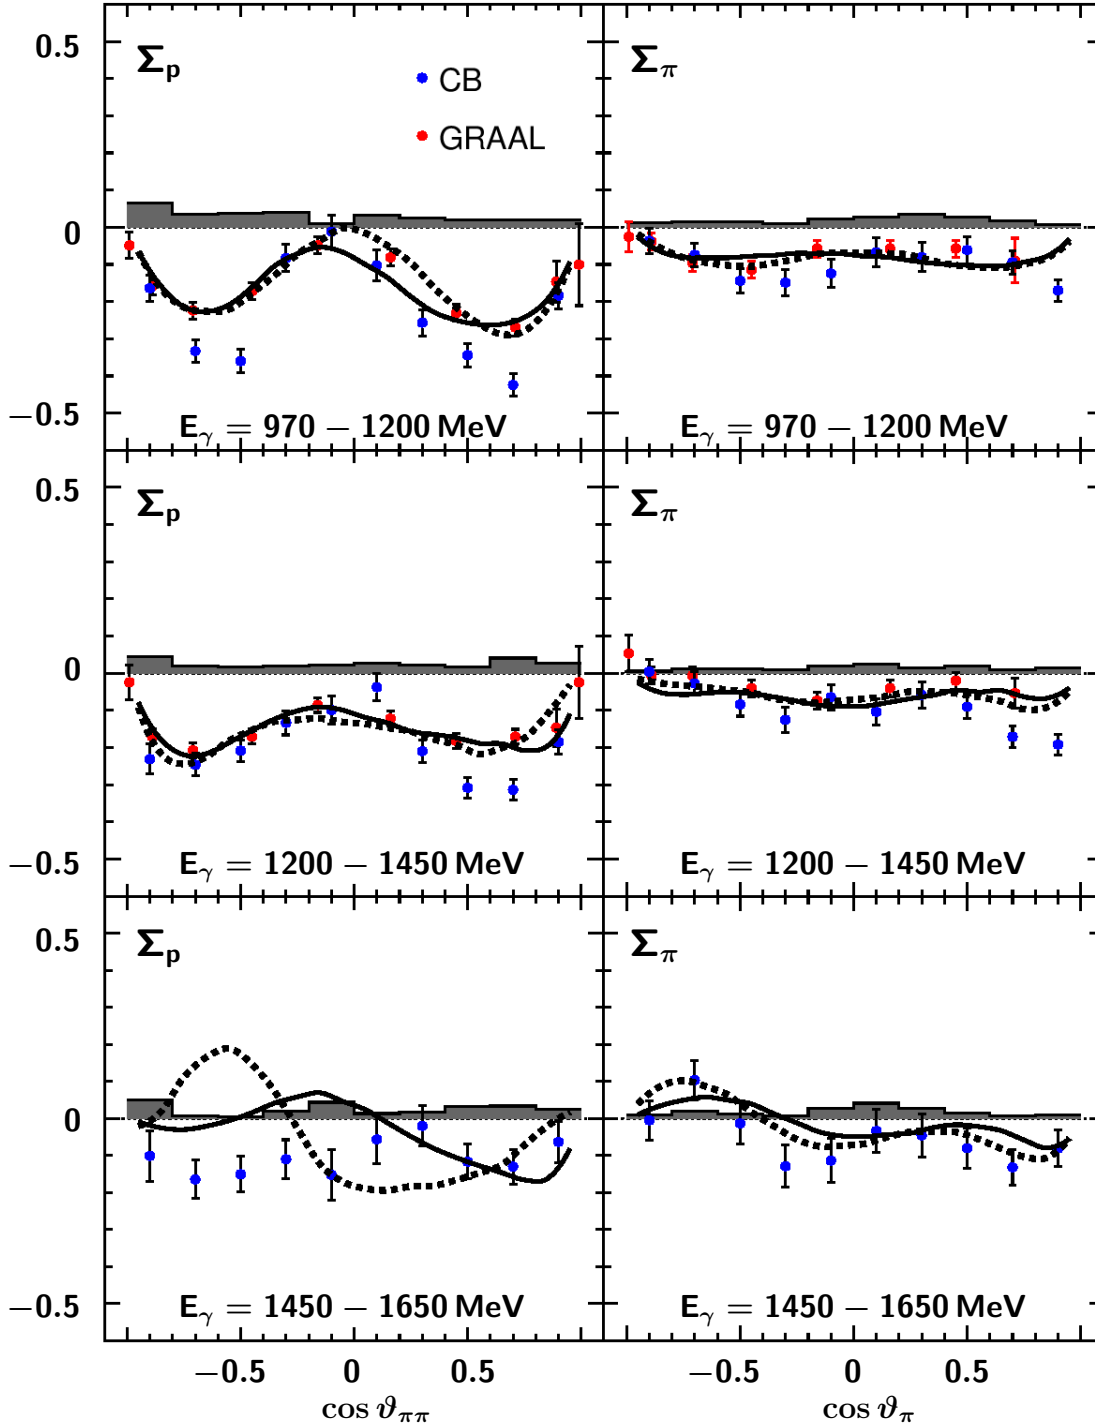 0.5
Σp
CB
GRAAL
Σπ
0
−0.5
Eγ = 970 − 1200 MeV
Eγ = 970 − 1200 MeV
0.5
Σp
Σπ
0
−0.5
Eγ = 1200 − 1450 MeV
Eγ = 1200 − 1450 MeV
0.5
Σp
Σπ
0
−0.5
Eγ = 1450 − 1650 MeV
Eγ = 1450 − 1650 MeV
−0.5 0 0.5
−0.5 0 0.5
cos ϑππ
cos ϑπ